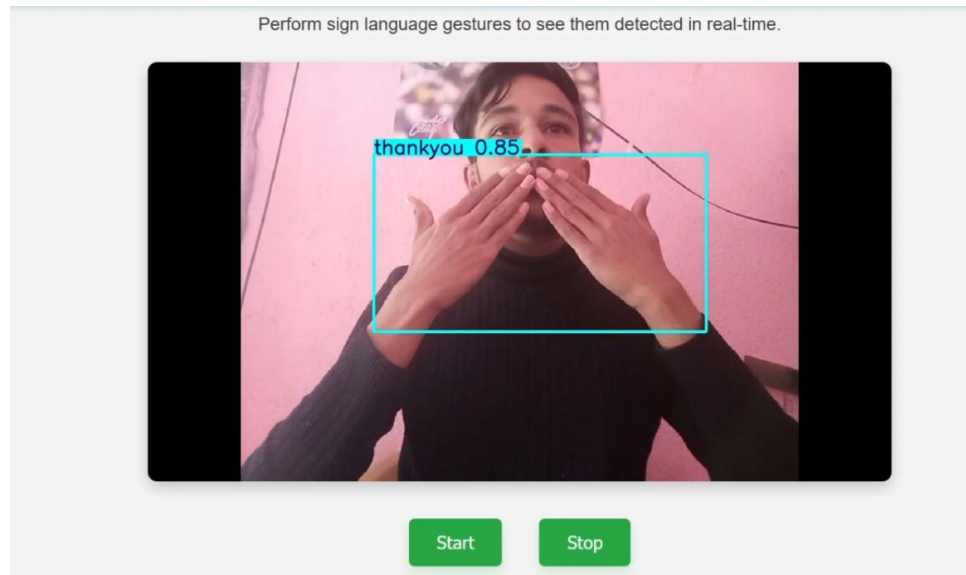 Perform sign language gestures to see them detected in real-time.
thankyou 0.85
Start
Stop